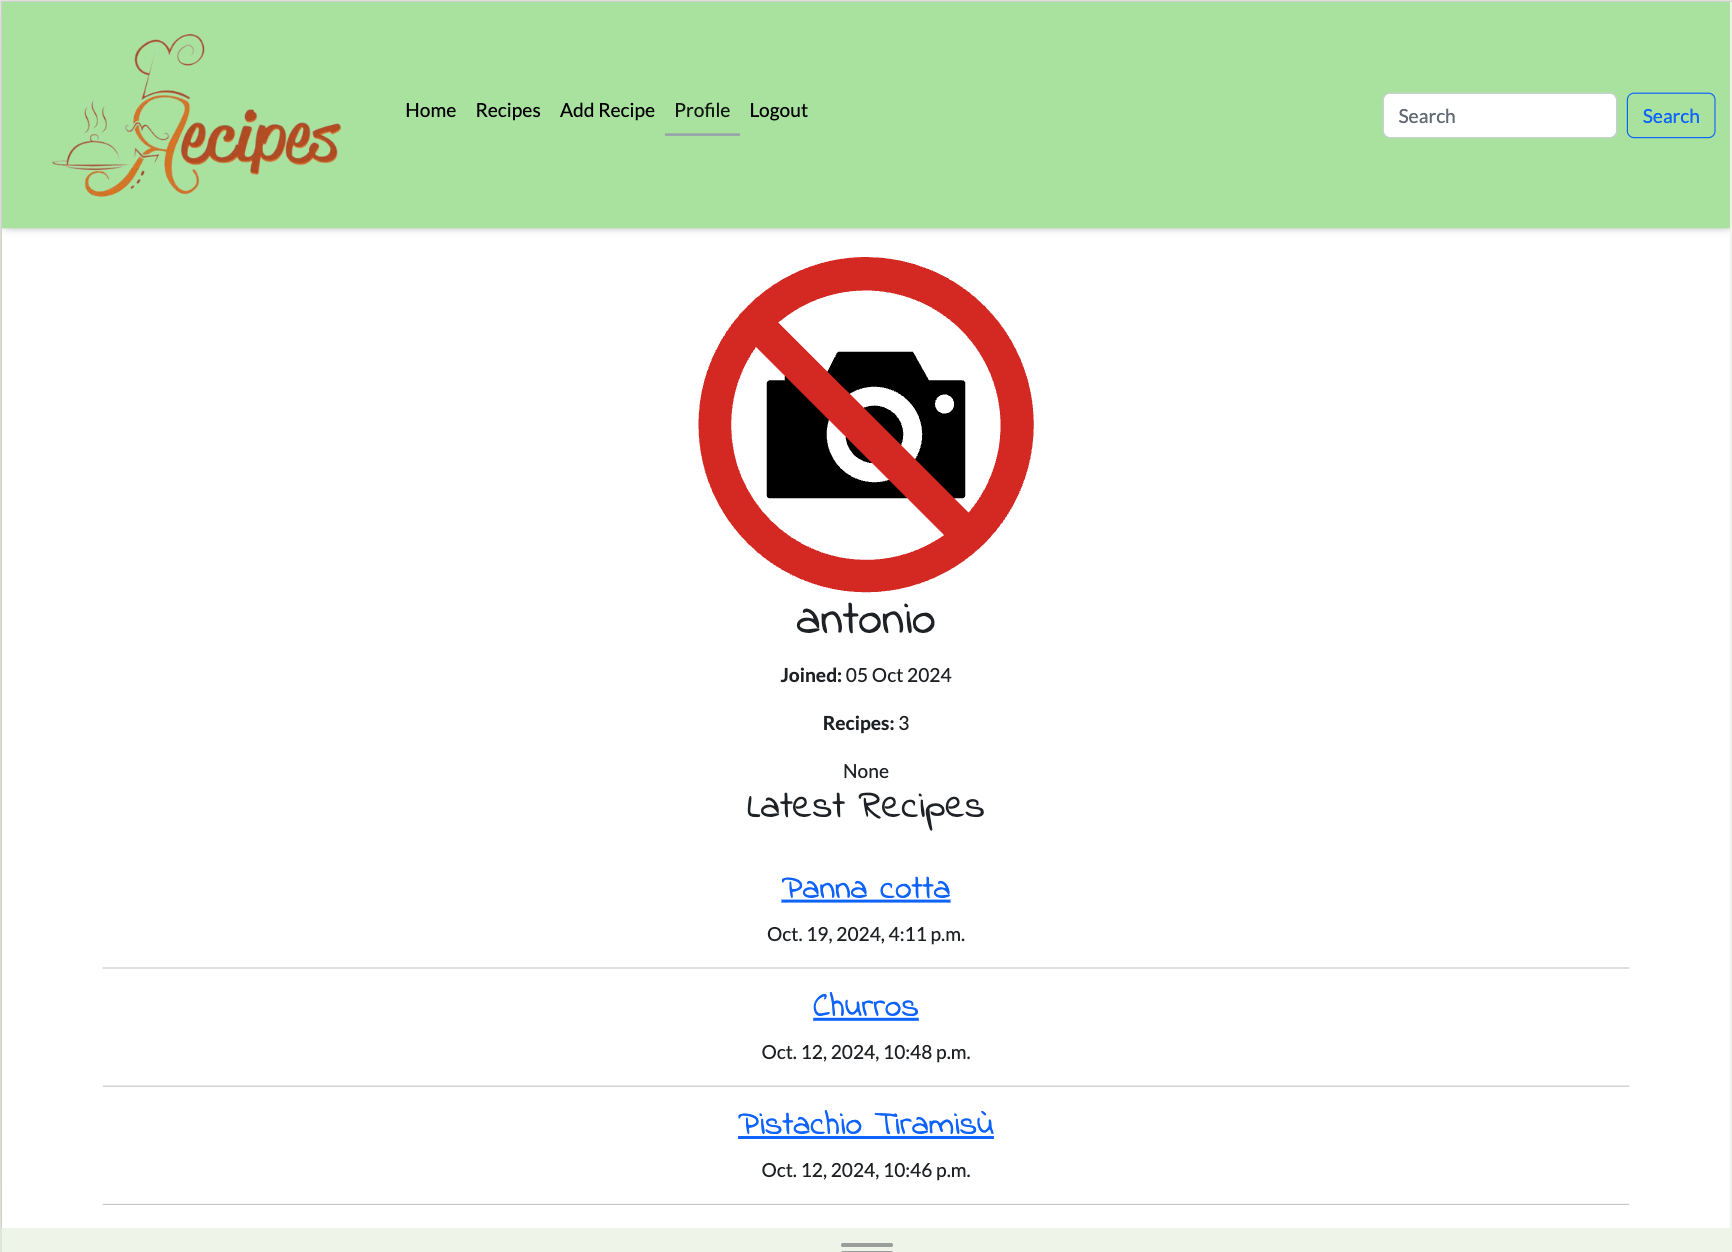 Recipes
Home Recipes Add Recipe Profile Logout
Search Search
antonio
Joined: 05 Oct 2024
Recipes: 3
None
Latest Recipes
Panna cotta
Oct. 19, 2024, 4:11 p.m.
Churros
Oct. 12, 2024, 10:48 p.m.
Pistachio Tiramisù
Oct. 12, 2024, 10:46 p.m.